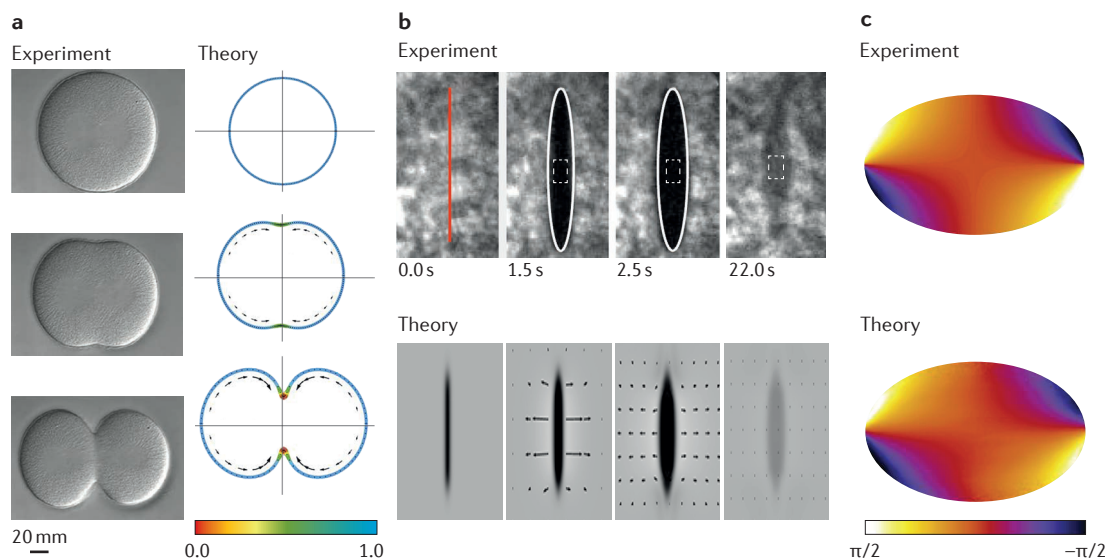 a
Experiment
Theory
20 mm
0.0
1.0
b
Experiment
0.0 s
1.5 s
2.5 s
22.0 s
Theory
c
Experiment
Theory
π/2
−π/2